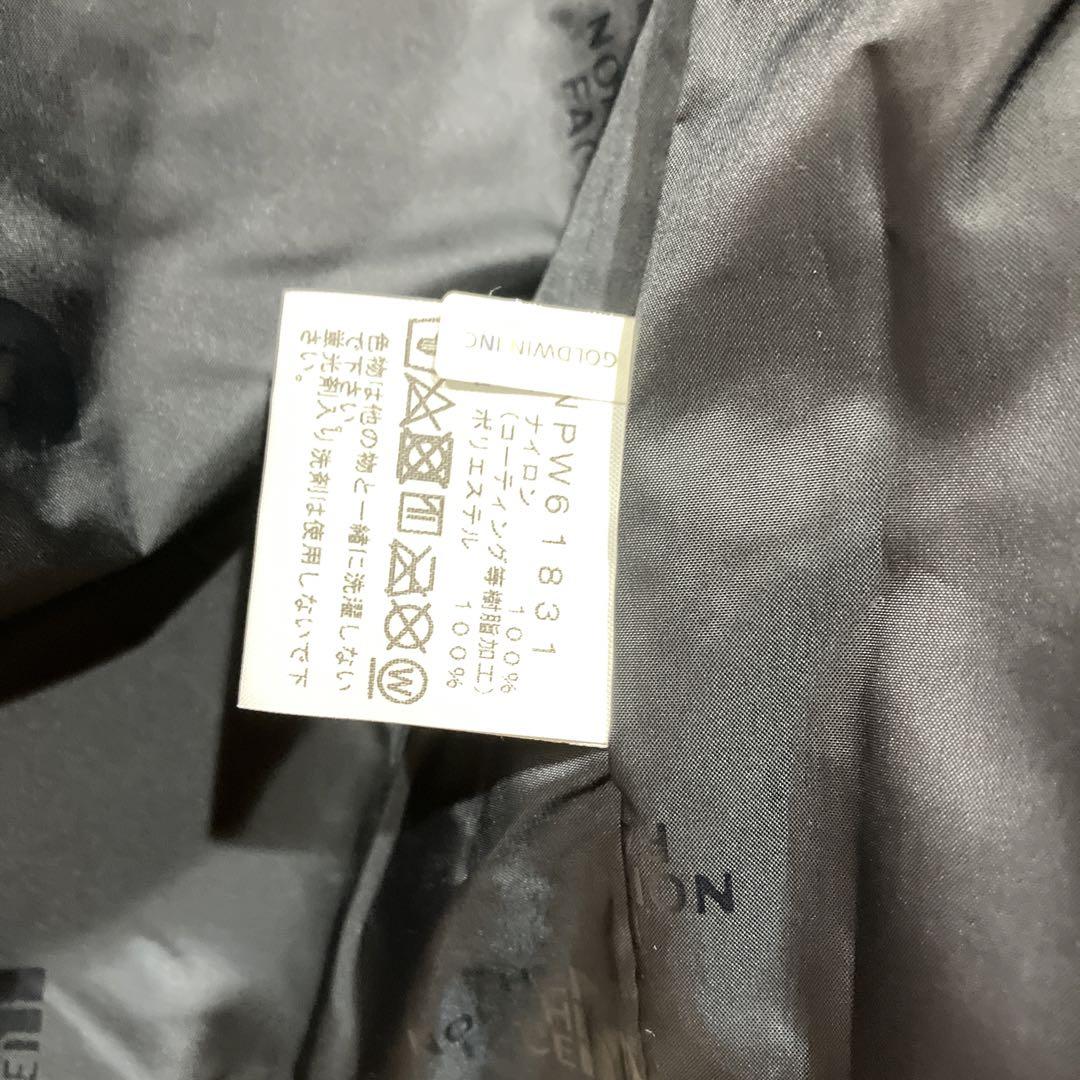 GOLDWIN INC
NPW61831
ナイロン 100%
(コーティング等樹脂加工)
ポリエステル 100%
W
色物は他の物と一緒に洗濯しない
で下さい。
蛍光剤入り洗剤は使用しないで下
さい。